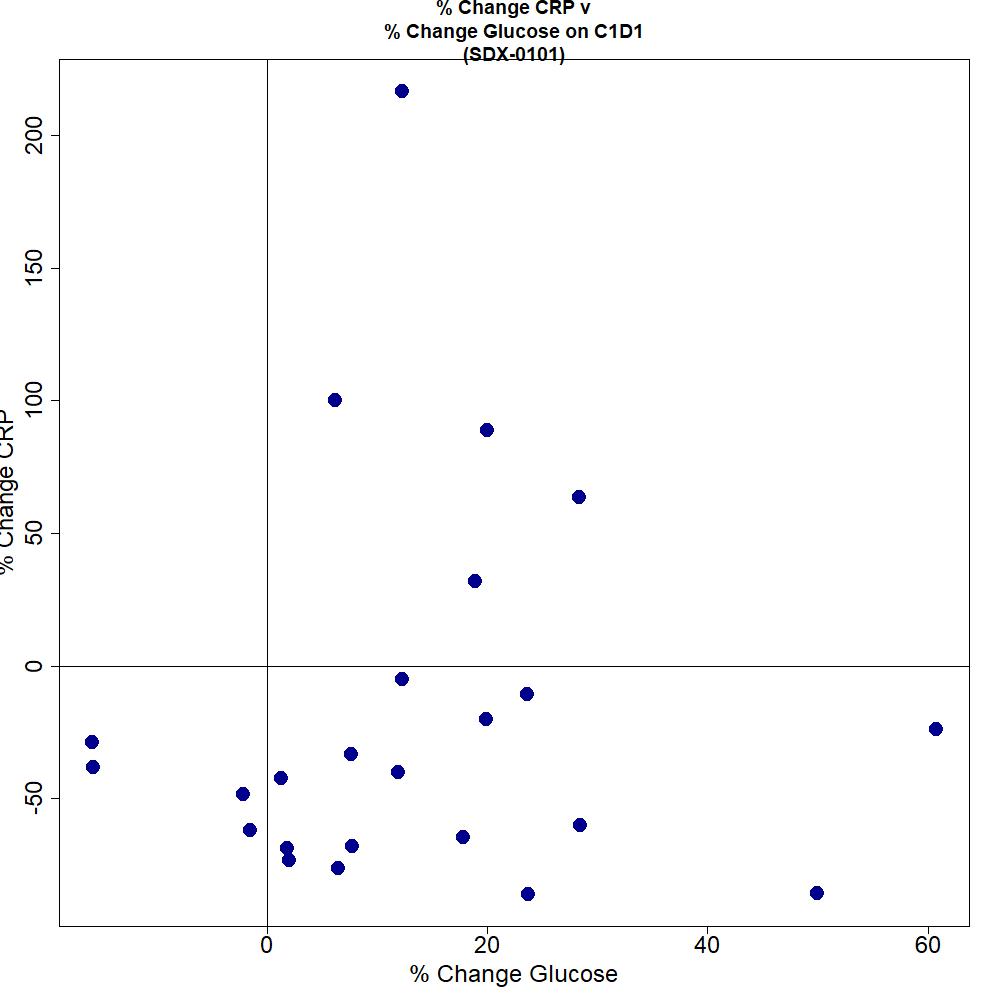 % Change CRP v
% Change Glucose on C1D1
(SDX-0101)
% Change CRP
200
150
100
50
0
-50
0
20
40
60
% Change Glucose